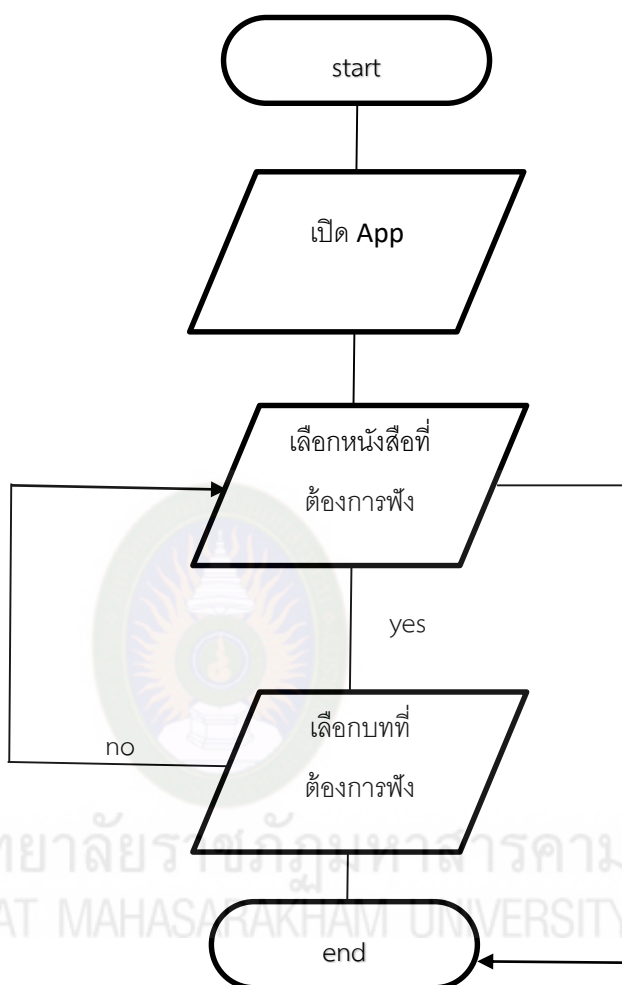 start
เปิด App
เลือกหนังสือที่
ต้องการฟัง
yes
เลือกบทที่
ต้องการฟัง
no
ทยาลัยราชภัฏมหาสารคาม
AT MAHASARAKHAM UNIVERSITY
end